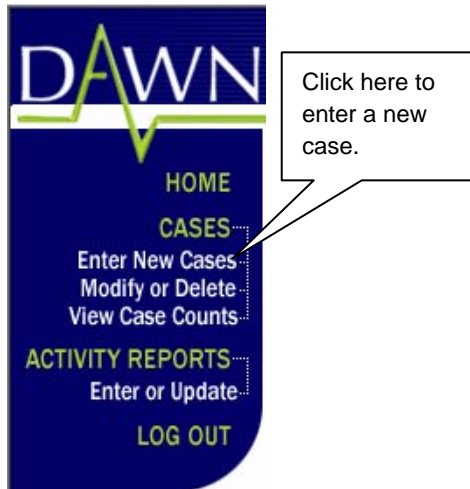 DAWN
Click here to
enter a new
case.
HOME
CASES
Enter New Cases
Modify or Delete
View Case Counts
ACTIVITY REPORTS
Enter or Update
LOG OUT